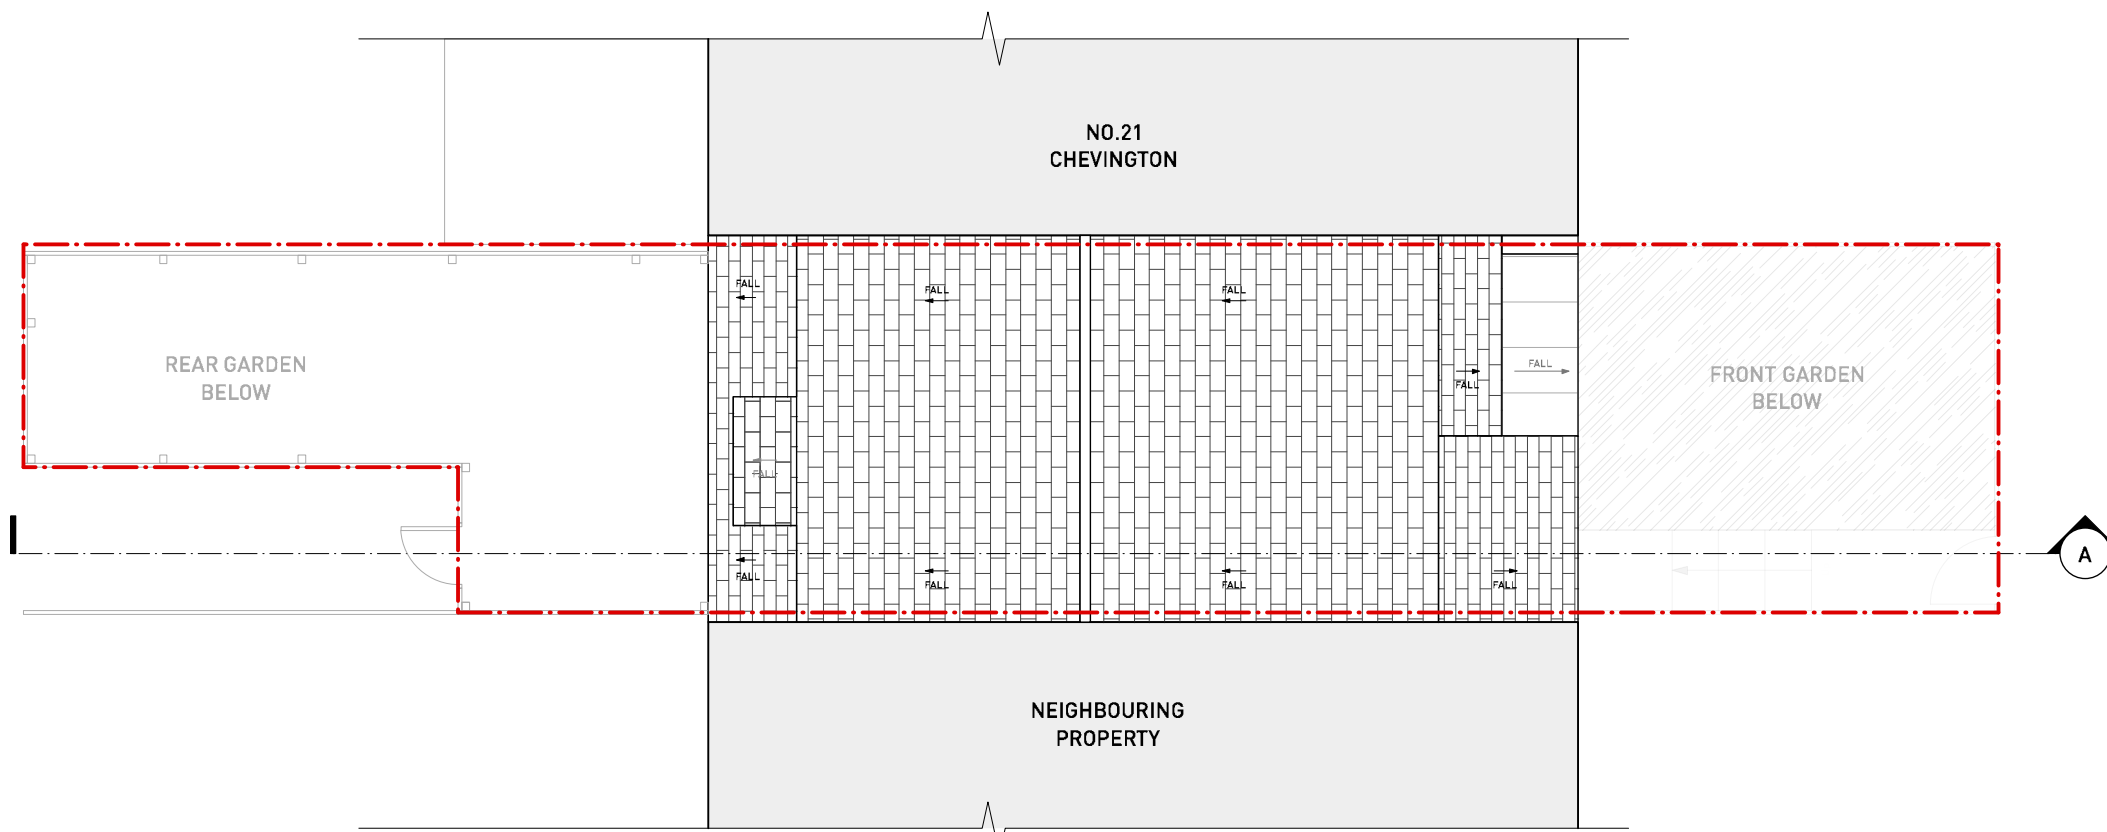 NO.21
CHEVINGTON
FALL
FALL
FALL
REAR GARDEN
BELOW
FALL
FALL
FRONT GARDEN
BELOW
FALL
FALL
FALL
FALL
FALL
A
NEIGHBOURING
PROPERTY